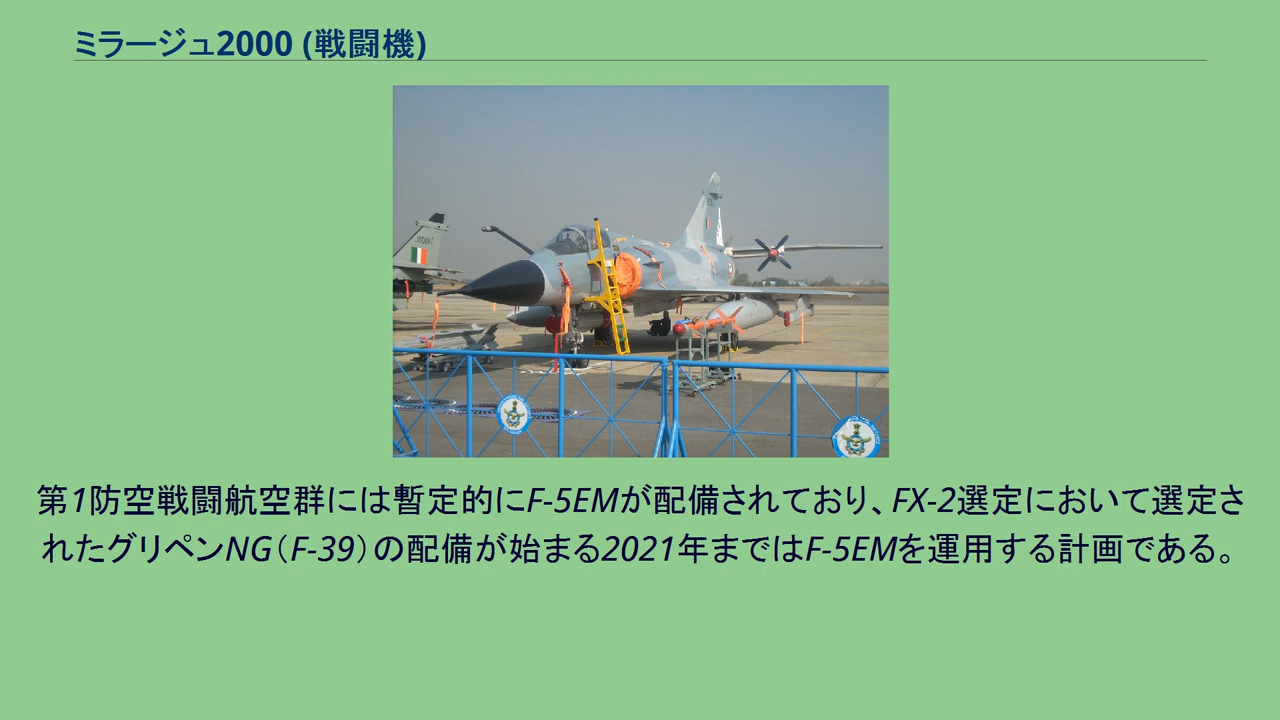 ミラージュ2000 (戦闘機)
第1防空戦闘航空群には暫定的にF-5EMが配備されており、FX-2選定において選定さ
れたグリペンNG（F-39）の配備が始まる2021年まではF-5EMを運用する計画である。